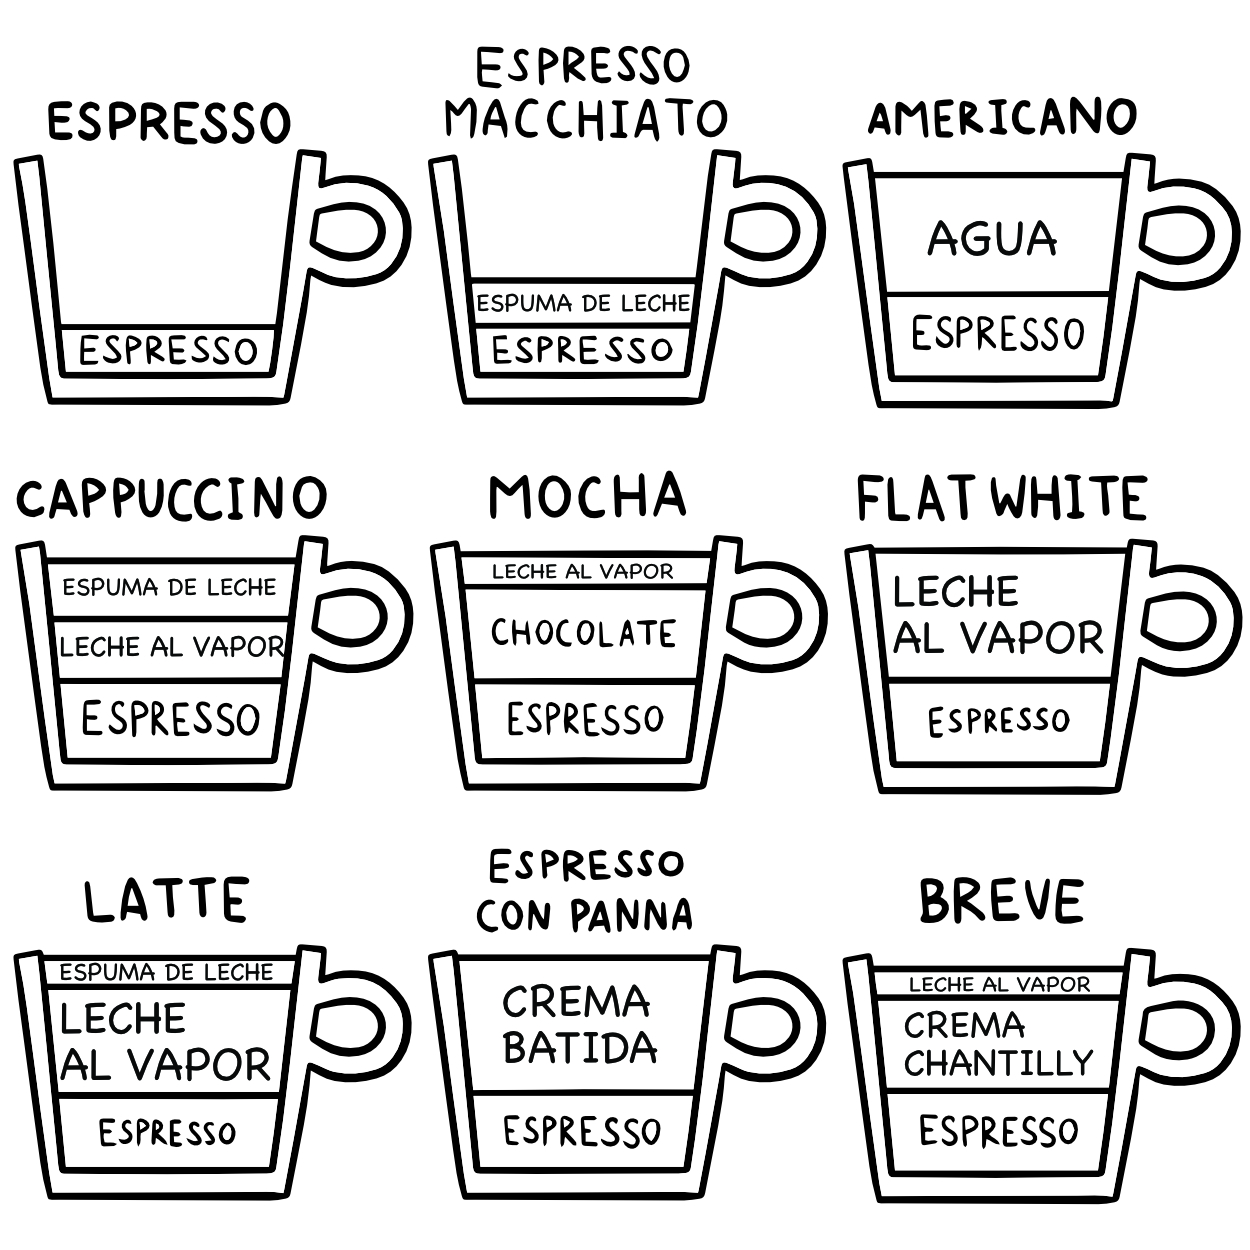 ESPRESSO
ESPRESSO
ESPRESSO
MACCHIATO
ESPUMA DE LECHE
ESPRESSO
AMERICANO
AGUA
ESPRESSO
CAPPUCCINO
ESPUMA DE LECHE
LECHE AL VAPOR
ESPRESSO
MOCHA
LECHE AL VAPOR
CHOCOLATE
ESPRESSO
FLAT WHITE
LECHE
AL VAPOR
ESPRESSO
LATTE
ESPUMA DE LECHE
LECHE
AL VAPOR
ESPRESSO
ESPRESSO
CON PANNA
CREMA
BATIDA
ESPRESSO
BREVE
LECHE AL VAPOR
CREMA
CHANTILLY
ESPRESSO